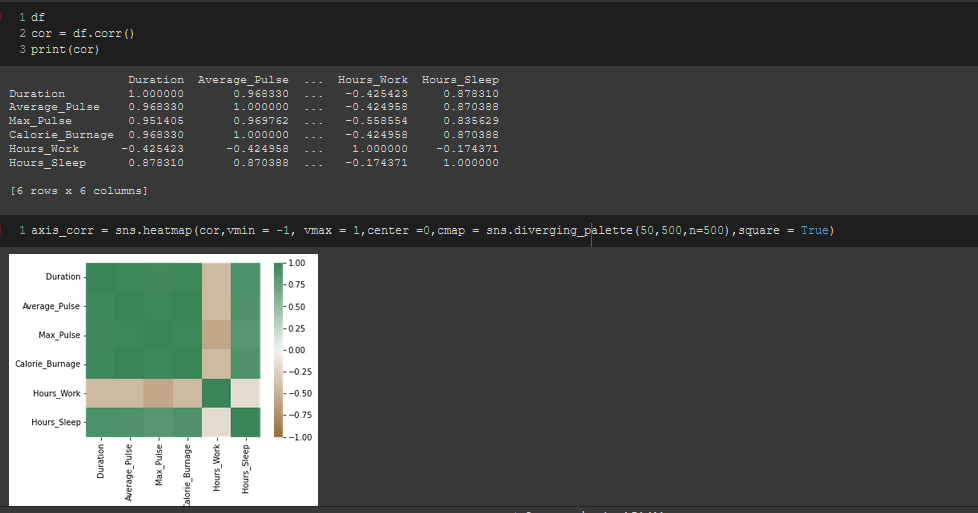 1 df
2 cor = df.corr()
3 print(cor)
Duration Average_Pulse ... Hours_Work Hours_Sleep
Duration 1.000000 0.968330 ... -0.425423 0.878310
Average_Pulse 0.968330 1.000000 ... -0.424958 0.870388
Max_Pulse 0.951405 0.969762 ... -0.558554 0.835629
Calorie_Burnage 0.968330 1.000000 ... -0.424958 0.870388
Hours_Work -0.425423 -0.424958 ... 1.000000 -0.174371
Hours_Sleep 0.878310 0.870388 ... -0.174371 1.000000
[6 rows x 6 columns]
1 axis_corr = sns.heatmap(cor,vmin = -1, vmax = 1,center =0,cmap = sns.diverging_palette(50,500,n=500),square = True)
Duration
Average_Pulse
Max_Pulse
Calorie_Burnage
Hours_Work
Hours_Sleep
1.00
0.75
0.50
0.25
0.00
−0.25
−0.50
−0.75
−1.00
Duration
Average_Pulse
Max_Pulse
alorie_Burnage
Hours_Work
Hours_Sleep